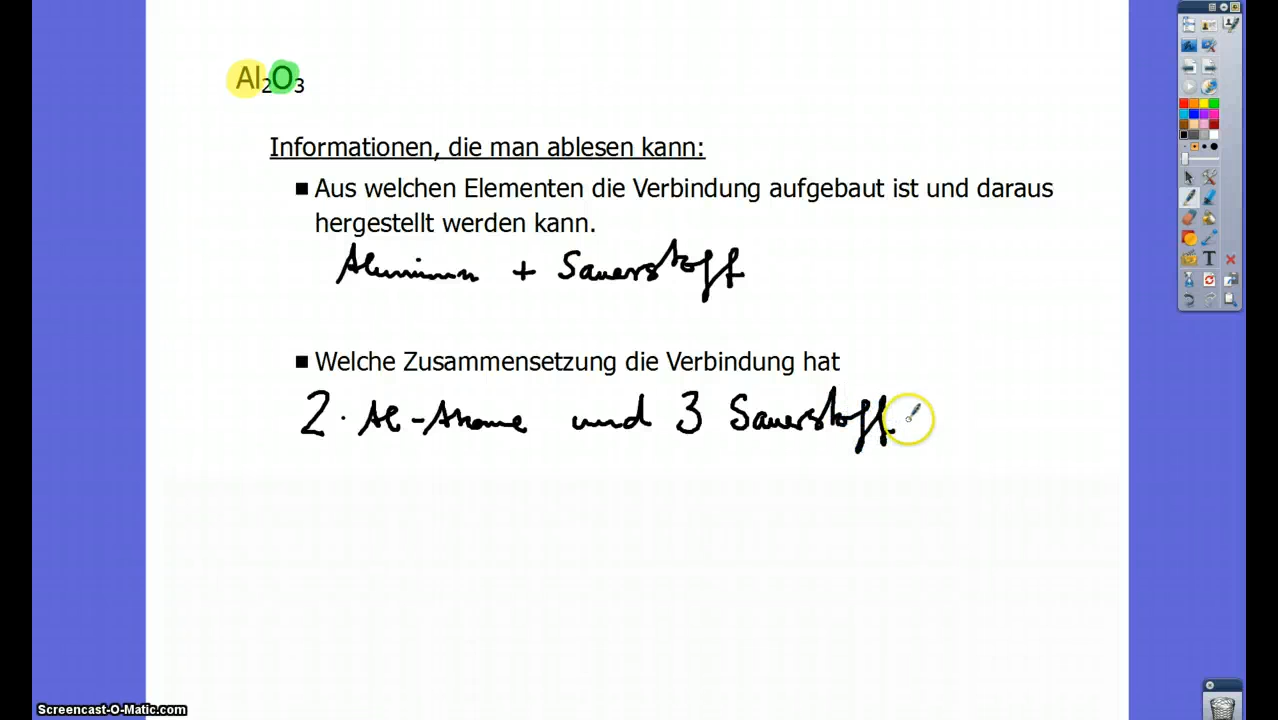 Al2O3
Informationen, die man ablesen kann:
■ Aus welchen Elementen die Verbindung aufgebaut ist und daraus
hergestellt werden kann.
Aluminium + Sauerstoff
■ Welche Zusammensetzung die Verbindung hat
2 · Al-Atome und 3 Sauerstoff
T
Screencast-O-Matic.com